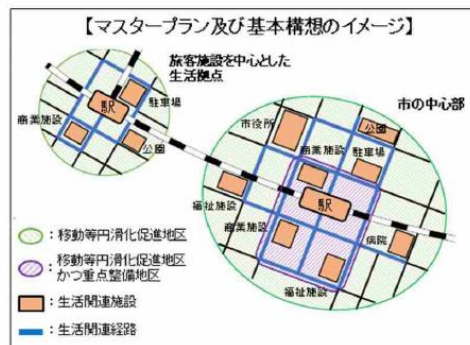 【マスタープラン及び基本構想のイメージ】
旅客施設を中心とした
生活拠点
駐車場
駅
商業施設
公園
市の中心部
市役所
公園
商業施設
駐車場
福祉施設
駅
商業施設
病院
福祉施設
：移動等円滑化促進地区
：移動等円滑化促進地区
かつ重点整備地区
：生活関連施設
：生活関連経路